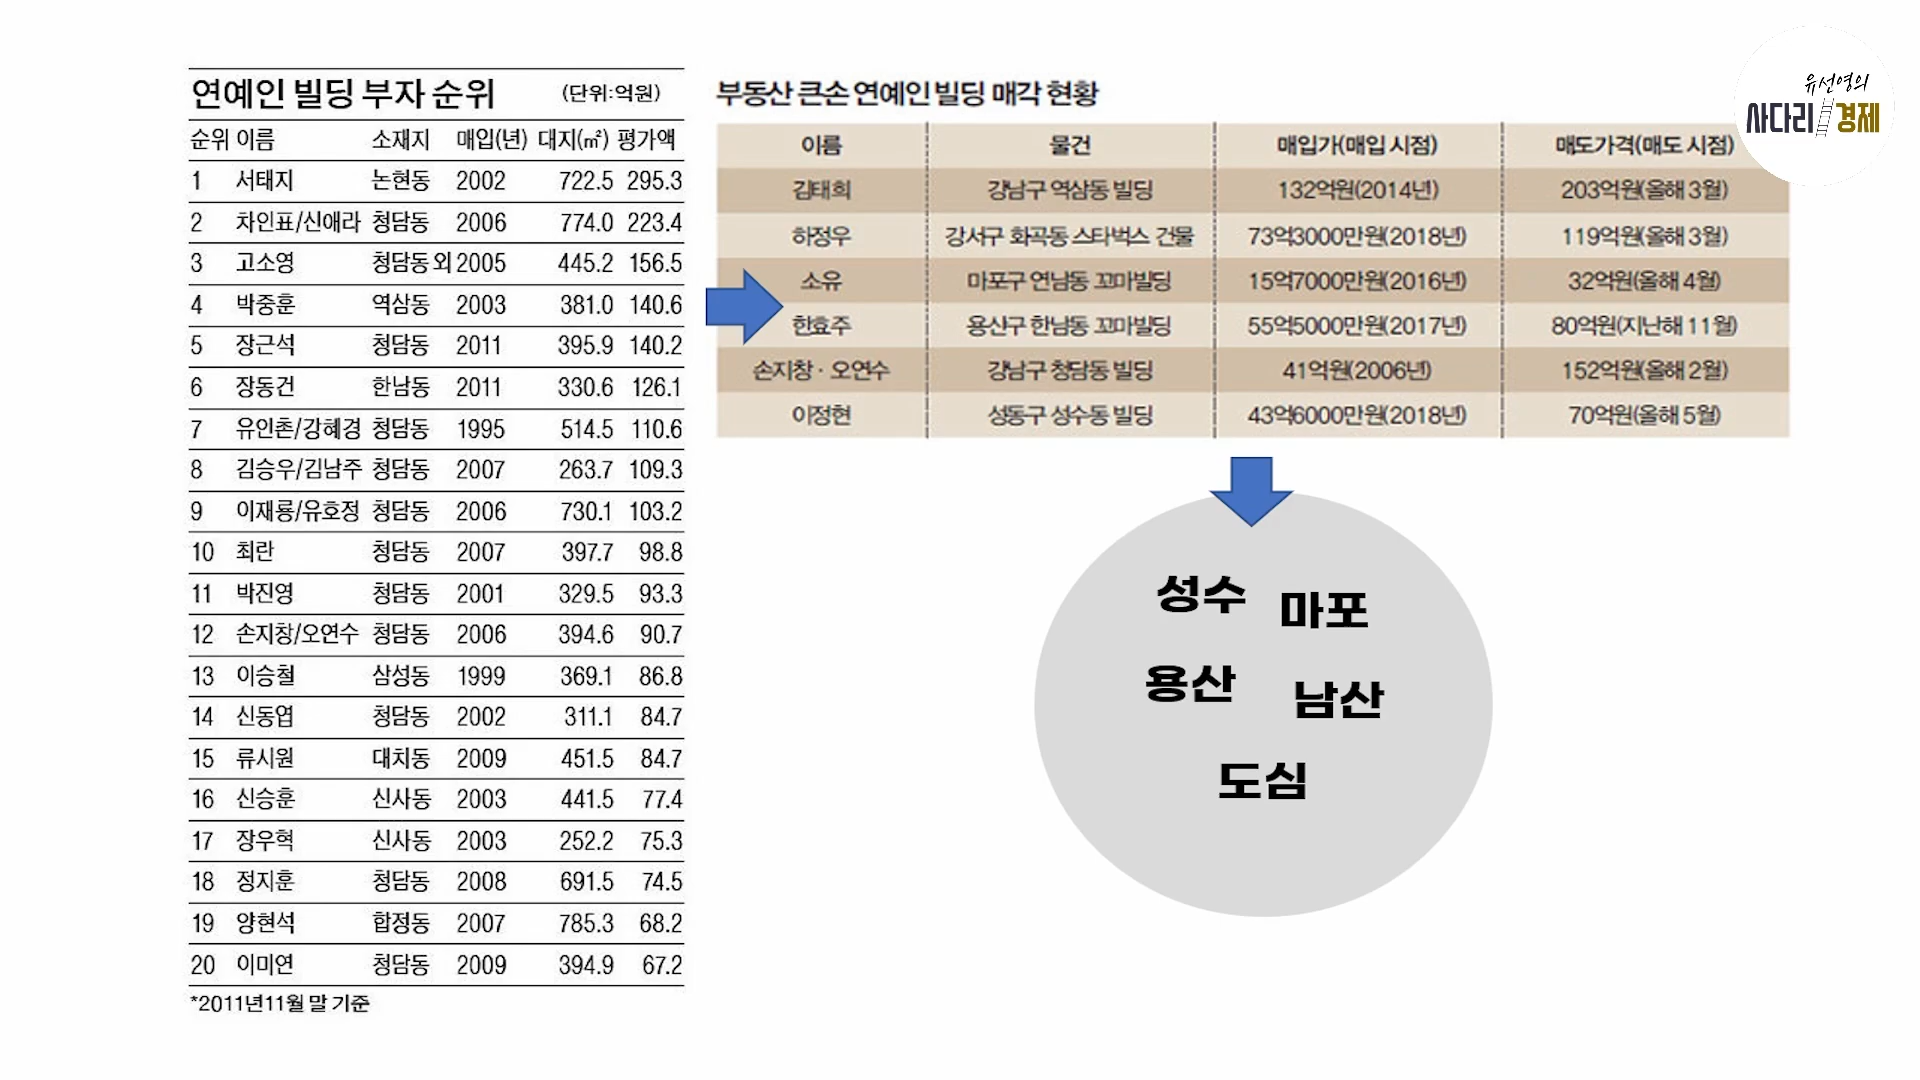 연예인 빌딩 부자 순위 (단위:억원)
순위 이름 소재지 매입(년) 대지(㎡) 평가액
1 서태지 논현동 2002 722.5 295.3
2 차인표/신애라 청담동 2006 774.0 223.4
3 고소영 청담동외 2005 445.2 156.5
4 박중훈 역삼동 2003 381.0 140.6
5 장근석 청담동 2011 395.9 140.2
6 장동건 한남동 2011 330.6 126.1
7 유인촌/강혜경 청담동 1995 514.5 110.6
8 김승우/김남주 청담동 2007 263.7 109.3
9 이재룡/유호정 청담동 2006 730.1 103.2
10 최란 청담동 2007 397.7 98.8
11 박진영 청담동 2001 329.5 93.3
12 손지창/오연수 청담동 2006 394.6 90.7
13 이승철 삼성동 1999 369.1 86.8
14 신동엽 청담동 2002 311.1 84.7
15 류시원 대치동 2009 451.5 84.7
16 신승훈 신사동 2003 441.5 77.4
17 장우혁 신사동 2003 252.2 75.3
18 정지훈 청담동 2008 691.5 74.5
19 양현석 합정동 2007 785.3 68.2
20 이미연 청담동 2009 394.9 67.2
*2011년11월 말 기준
부동산 큰손 연예인 빌딩 매각 현황
이름 물건 매입가(매입 시점) 매도가격(매도 시점)
김태희 강남구 역삼동 빌딩 132억원(2014년) 203억원(올해 3월)
하정우 강서구 화곡동 스타벅스 건물 73억3000만원(2018년) 119억원(올해 3월)
소유 마포구 연남동 꼬마빌딩 15억7000만원(2016년) 32억원(올해 4월)
한효주 용산구 한남동 꼬마빌딩 55억5000만원(2017년) 80억원(지난해 11월)
손지창·오연수 강남구 청담동 빌딩 41억원(2006년) 152억원(올해 2월)
이정현 성동구 성수동 빌딩 43억6000만원(2018년) 70억원(올해 5월)
유선영의
사다리 경제
성수 마포
용산 남산
도심